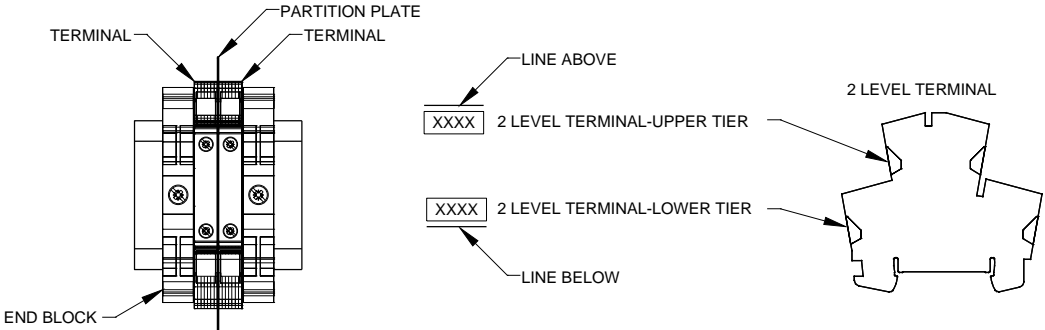 PARTITION PLATE
TERMINAL
TERMINAL
END BLOCK
LINE ABOVE
XXXX 2 LEVEL TERMINAL-UPPER TIER
XXXX 2 LEVEL TERMINAL-LOWER TIER
LINE BELOW
2 LEVEL TERMINAL